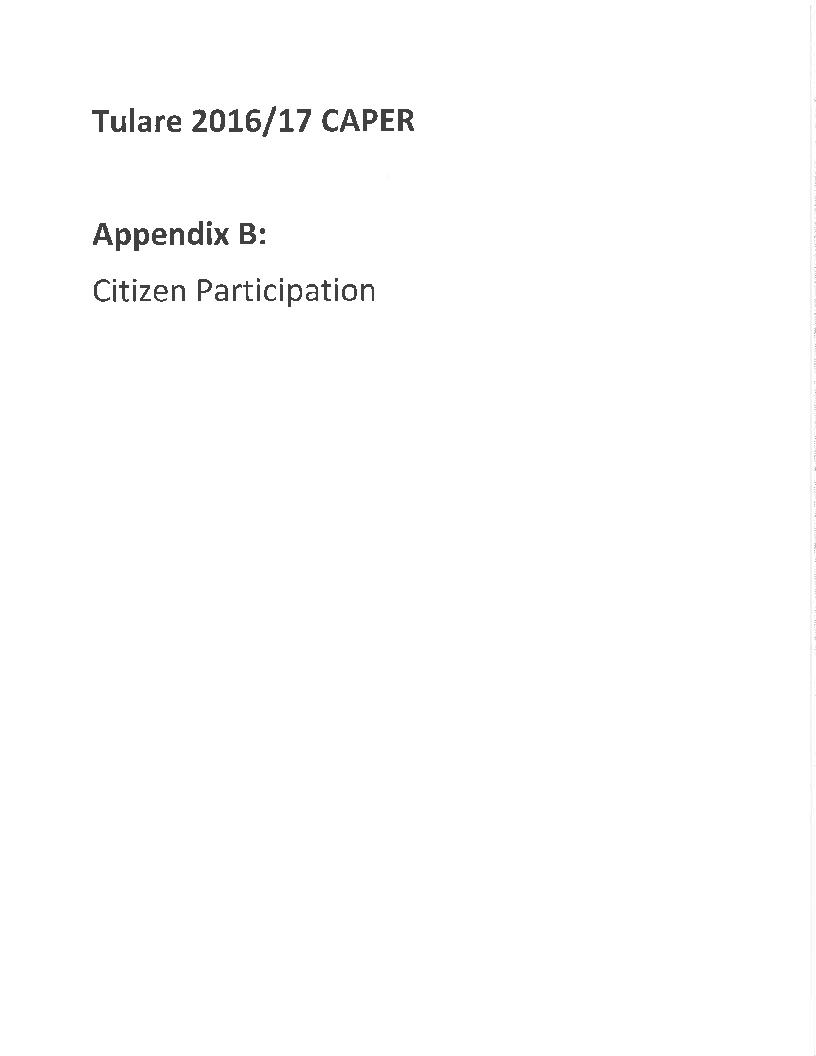 Tulare 2016/17 CAPER
Appendix B:
Citizen Participation